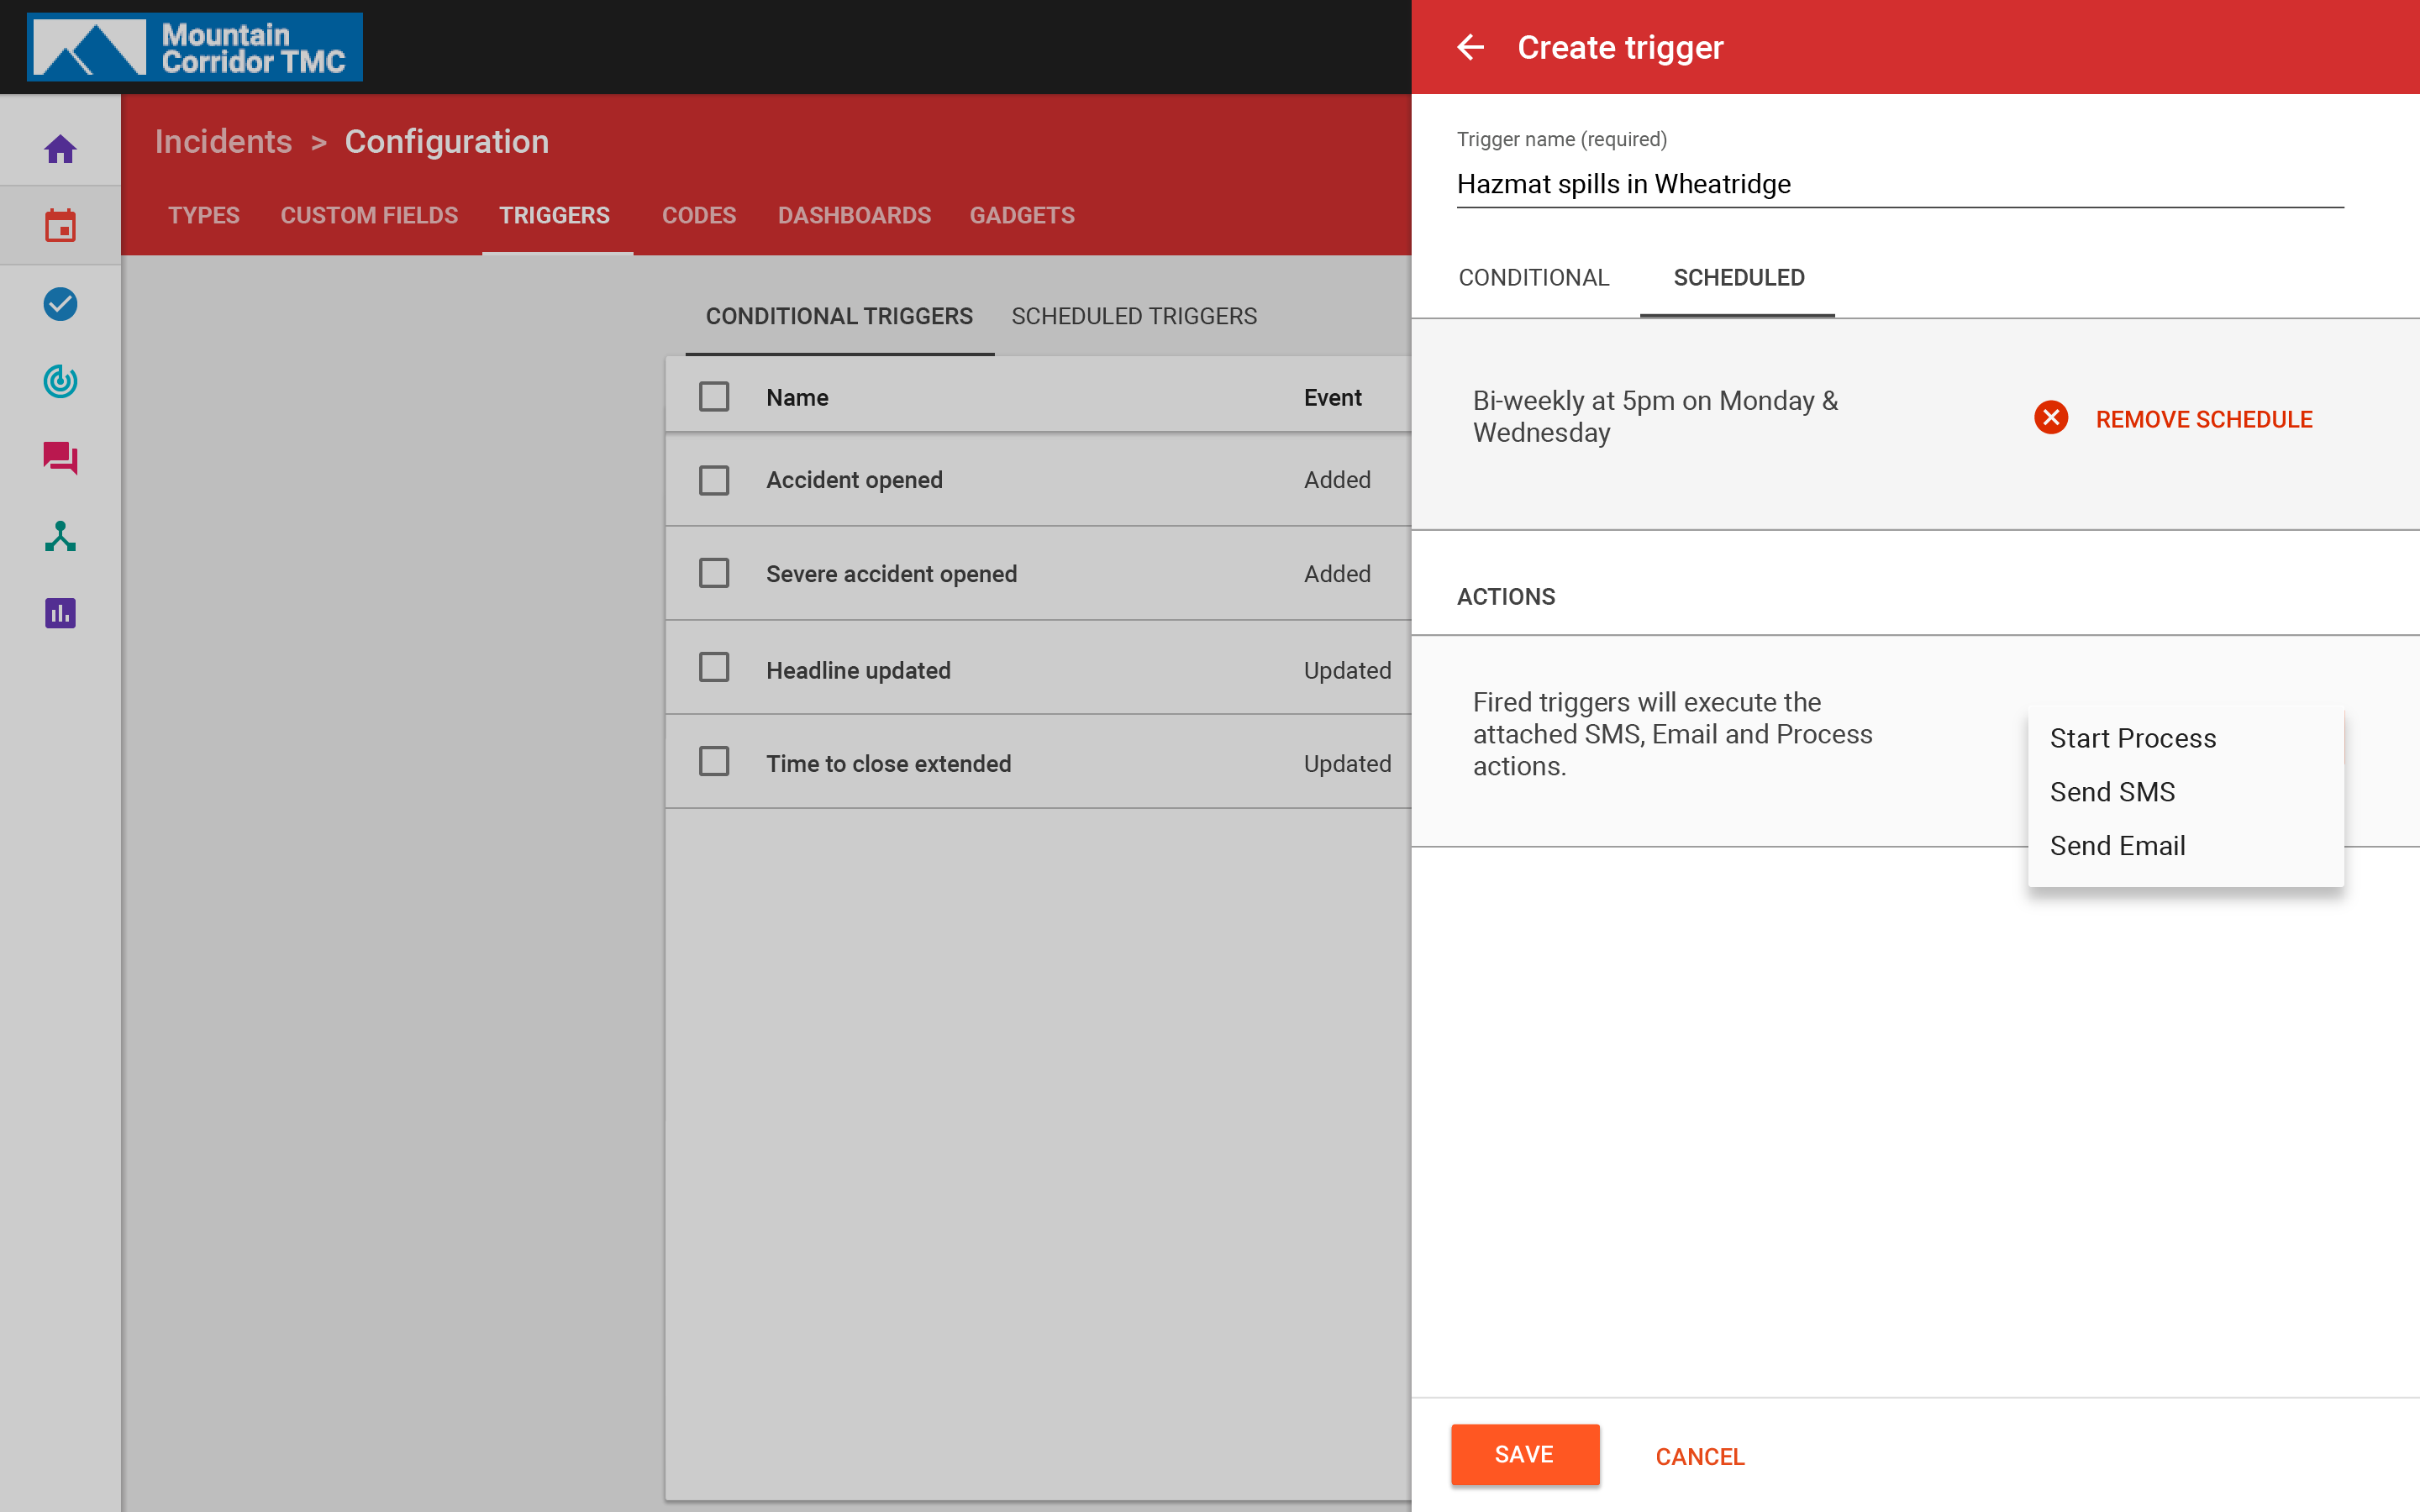 Mountain
Corridor TMC
Incidents > Configuration
TYPES CUSTOM FIELDS TRIGGERS CODES DASHBOARDS GADGETS
CONDITIONAL TRIGGERS SCHEDULED TRIGGERS
Name Event
Accident opened Added
Severe accident opened Added
Headline updated Updated
Time to close extended Updated
Create trigger
Trigger name (required)
Hazmat spills in Wheatridge
CONDITIONAL SCHEDULED
Bi-weekly at 5pm on Monday &
Wednesday
REMOVE SCHEDULE
ACTIONS
Fired triggers will execute the
attached SMS, Email and Process
actions.
Start Process
Send SMS
Send Email
SAVE CANCEL